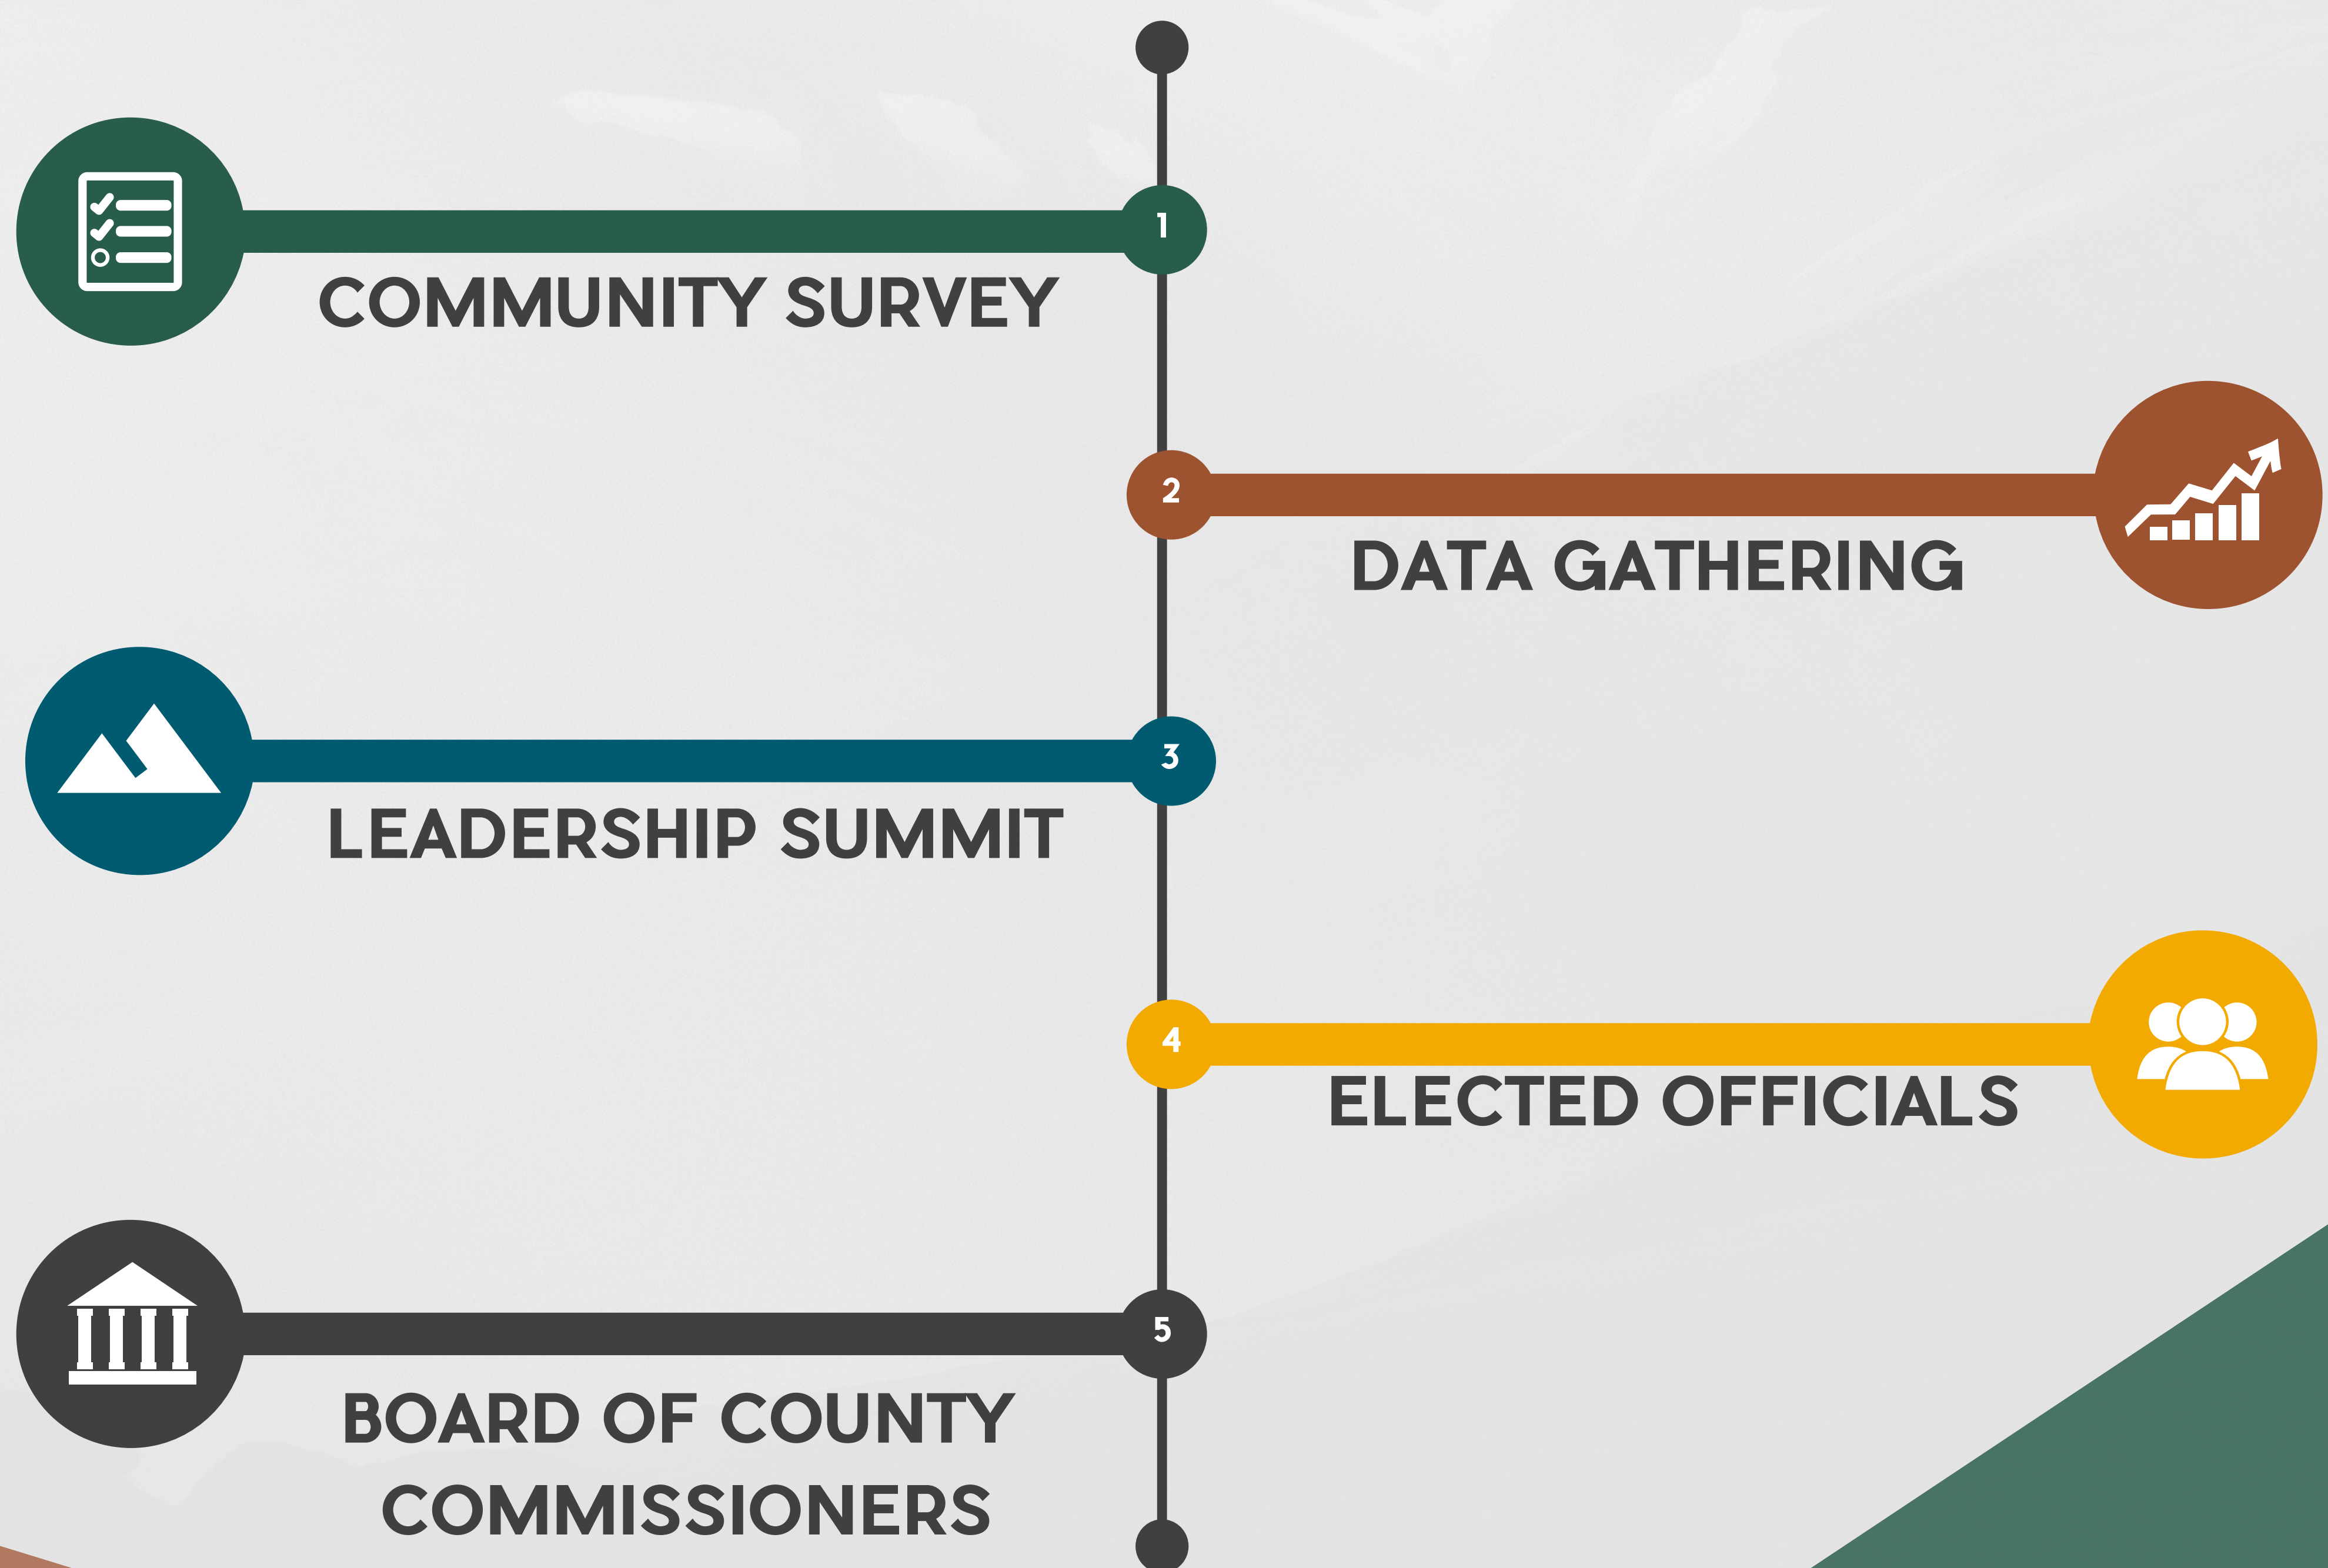 1
COMMUNITY SURVEY
2
DATA GATHERING
3
LEADERSHIP SUMMIT
4
ELECTED OFFICIALS
5
BOARD OF COUNTY
COMMISSIONERS